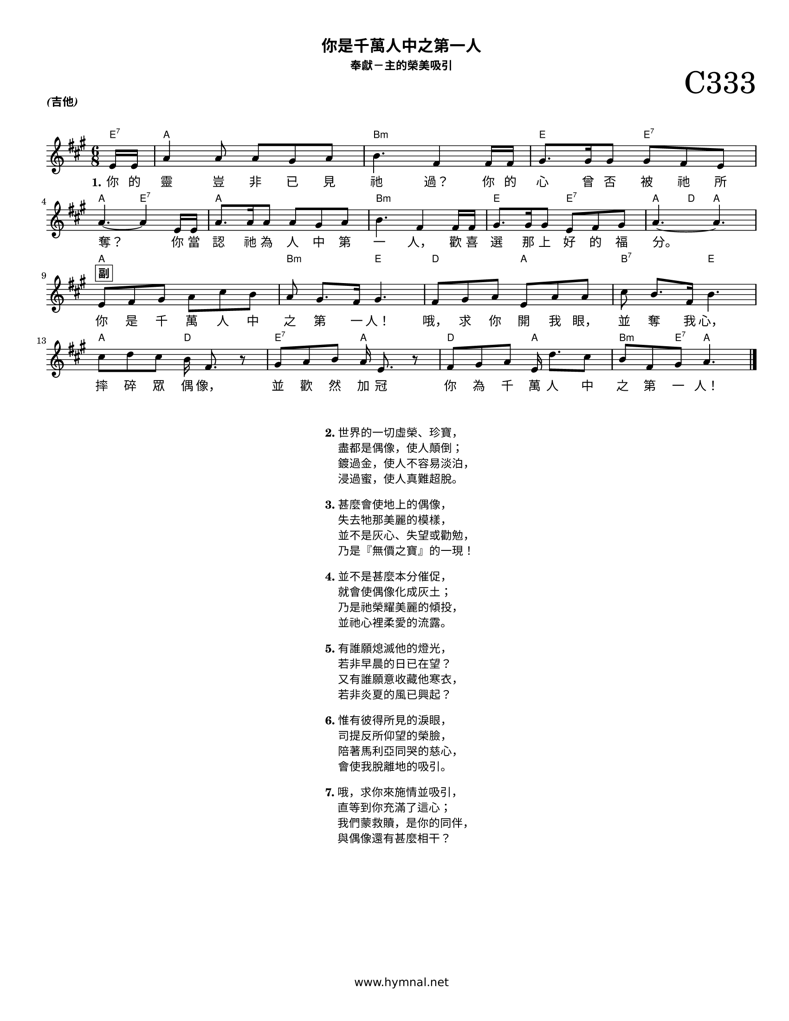 你是千萬人中之第一人
奉獻－主的榮美吸引
C333
(吉他)
E7 A Bm E E7
6/8
1. 你 的 靈 豈 非 已 見 祂 過？ 你 的 心 曾 否 被 祂 所
4 A E7 A Bm E E7 A D A
奪？ 你 當 認 祂 為 人 中 第 一 人， 歡 喜 選 那 上 好 的 福 分。
9 A Bm E D A B7 E
副
你 是 千 萬 人 中 之 第 一 人！ 哦， 求 你 開 我 眼， 並 奪 我 心，
13 A D E7 A D A Bm E7 A
摔 碎 眾 偶 像， 並 歡 然 加 冠 你 為 千 萬 人 中 之 第 一 人！
2. 世界的一切虛榮、珍寶，
盡都是偶像，使人顛倒；
鍍過金，使人不容易淡泊，
浸過蜜，使人真難超脫。
3. 甚麼會使地上的偶像，
失去牠那美麗的模樣，
並不是灰心、失望或勸勉，
乃是『無價之寶』的一現！
4. 並不是甚麼本分催促，
就會使偶像化成灰土；
乃是祂榮耀美麗的傾投，
並祂心裡柔愛的流露。
5. 有誰願熄滅他的燈光，
若非早晨的日已在望？
又有誰願意收藏他寒衣，
若非炎夏的風已興起？
6. 惟有彼得所見的淚眼，
司提反所仰望的榮臉，
陪著馬利亞同哭的慈心，
會使我脫離地的吸引。
7. 哦，求你來施情並吸引，
直等到你充滿了這心；
我們蒙救贖，是你的同伴，
與偶像還有甚麼相干？
www.hymnal.net